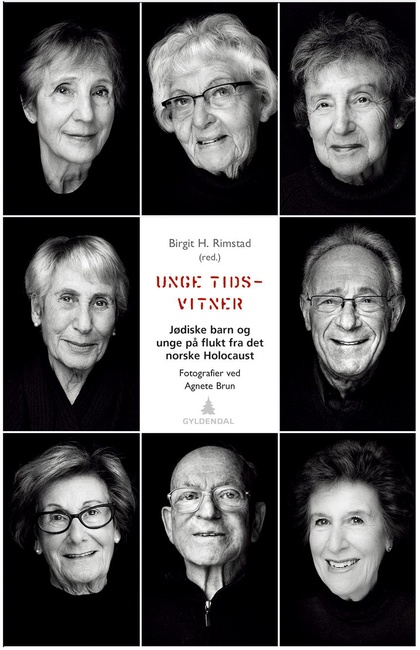 Birgit H. Rimstad
(red.)
UNGE TIDS-
VITNER
Jødiske barn og
unge på flukt fra det
norske Holocaust
Fotografier ved
Agnete Brun
GYLDENDAL